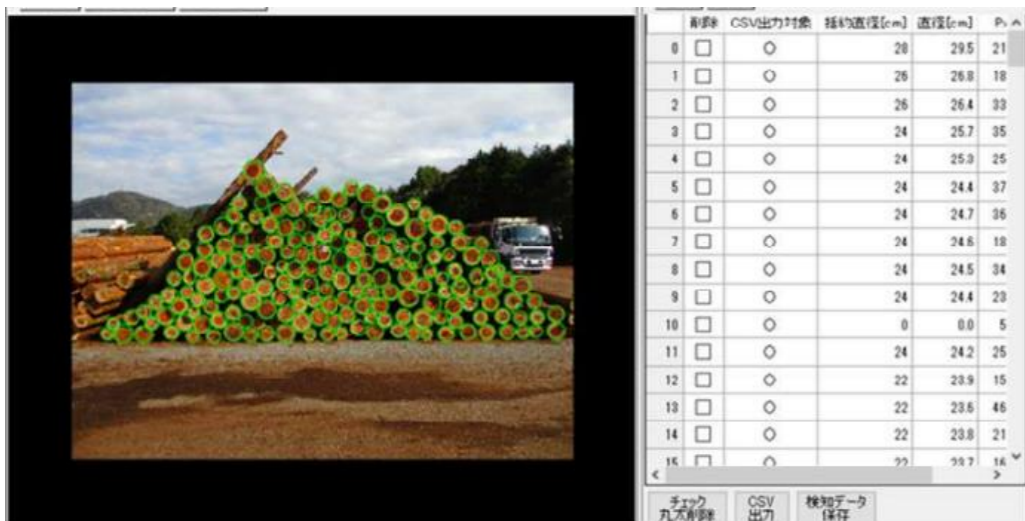 削除 CSV出力対象 括約直径[cm] 直径[cm]
0 28 29.5 21
1 26 26.8 18
2 26 26.4 33
3 24 25.7 35
4 24 25.3 25
5 24 24.4 37
6 24 24.7 36
7 24 24.6 18
8 24 24.5 34
9 24 24.4 23
10 0 0.0 5
11 24 24.2 25
12 22 23.9 15
13 22 23.6 46
14 22 23.8 21
15 22 23.7 16
チェック
丸太削除
CSV
出力
検知データ
保存